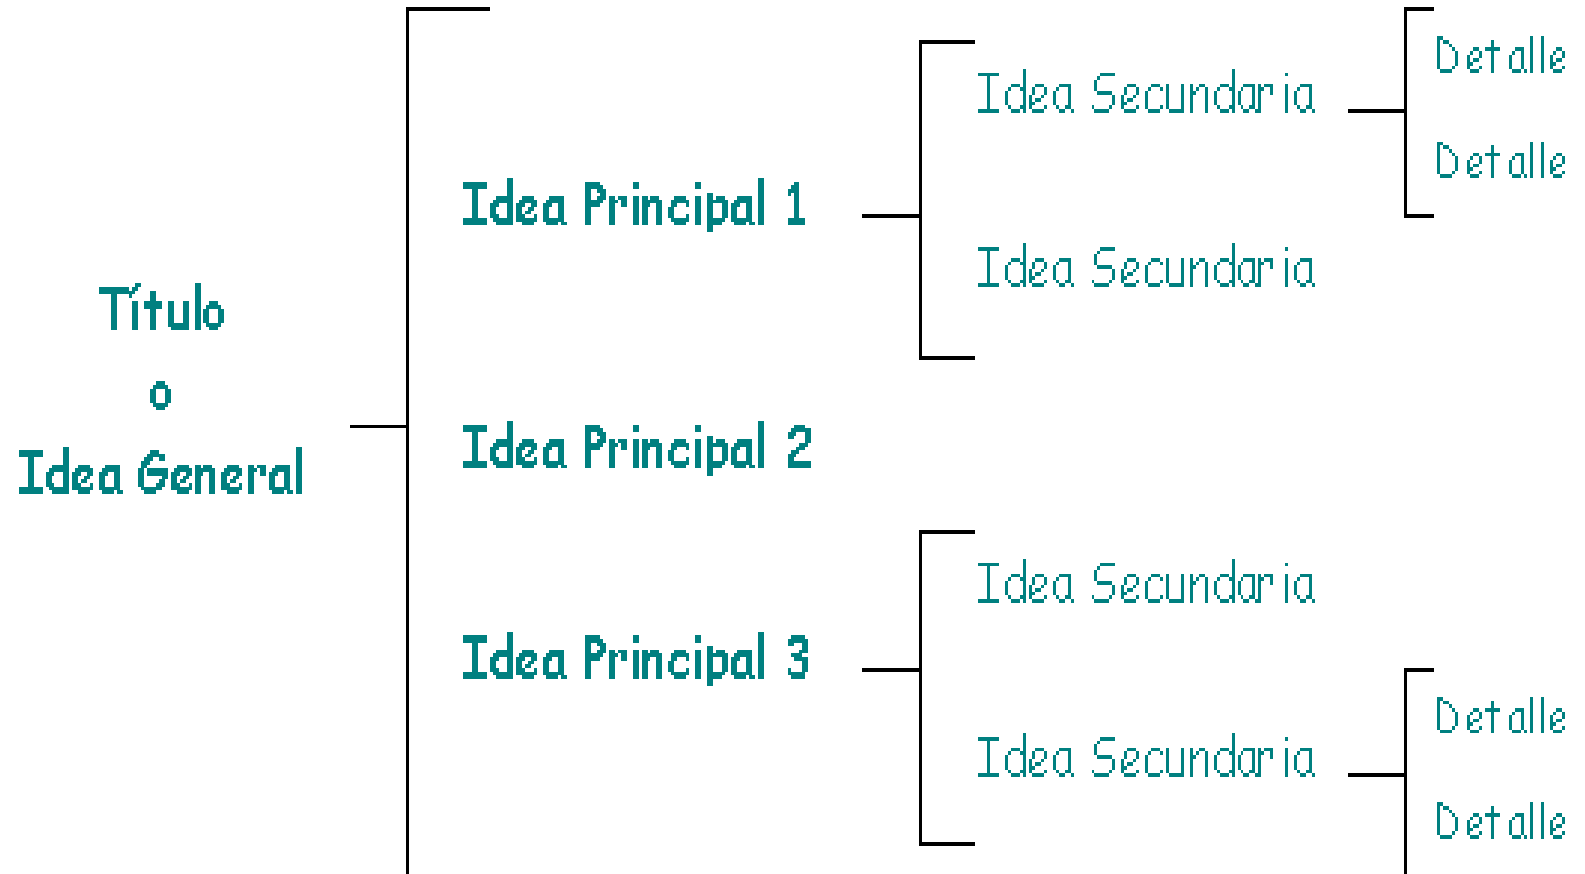 Título
o
Idea General
Idea Principal 1
Idea Secundaria
Detalle
Detalle
Idea Secundaria
Idea Principal 2
Idea Principal 3
Idea Secundaria
Idea Secundaria
Detalle
Detalle